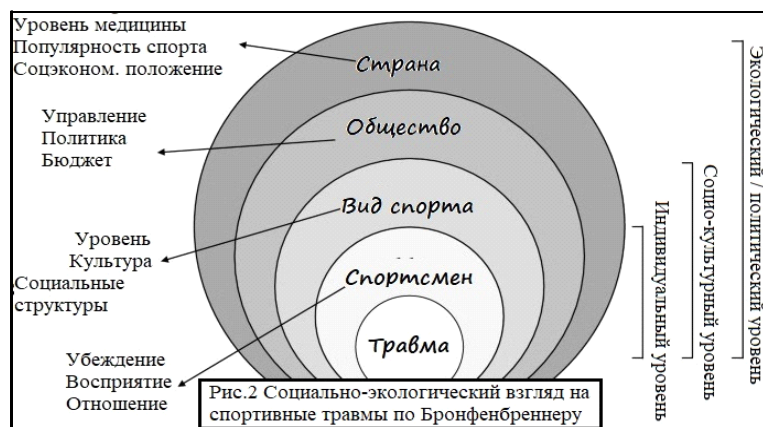 Уровень медицины
Популярность спорта
Соцэконом. положение
Страна
Управление
Политика
Бюджет
Общество
Уровень
Культура
Социальные
структуры
Вид спорта
Спортсмен
Убеждение
Восприятие
Отношение
Травма
Индивидуальный уровень
Социо-культурный уровень
Экологический / политический уровень
Рис.2 Социально-экологический взгляд на
спортивные травмы по Бронфенбреннеру